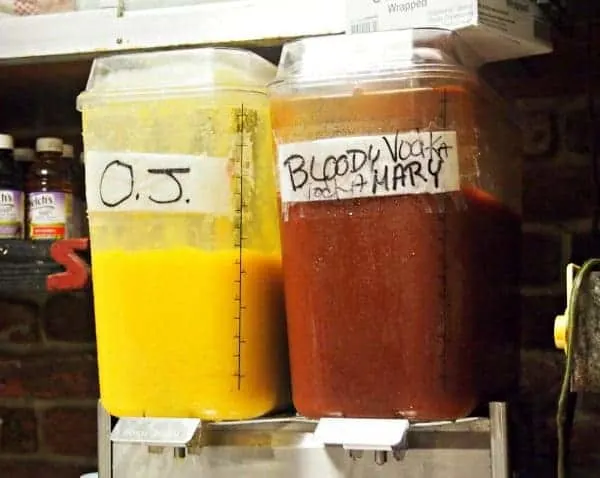 Wrapped
O.J.
BLOODY VODKA
VODKA MARY
Welch's